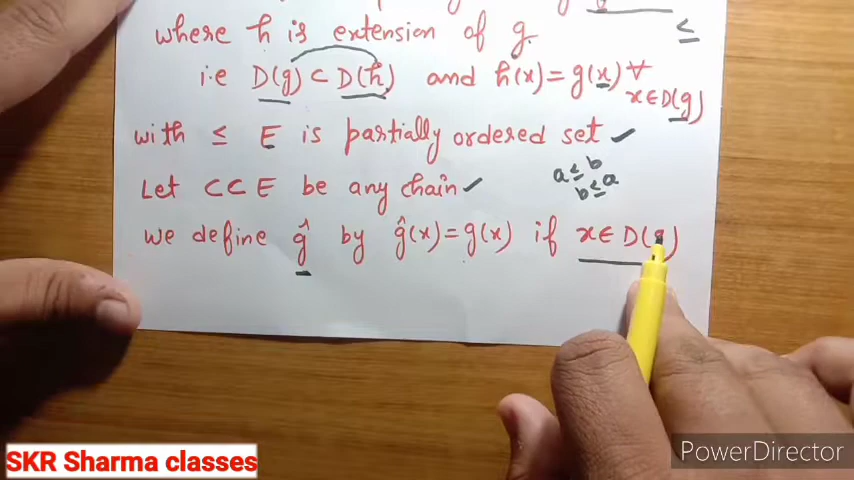 where h is extension of g. ≤
i.e D(g) ⊂ D(h) and h(x) = g(x) ∀
x∈D(g)
with ≤ E is partially ordered set
Let C⊂E be any chain
a≤b
b≤a
we define ĝ by ĝ(x)=g(x) if x∈ D(g)
PowerDirector
SKR Sharma classes